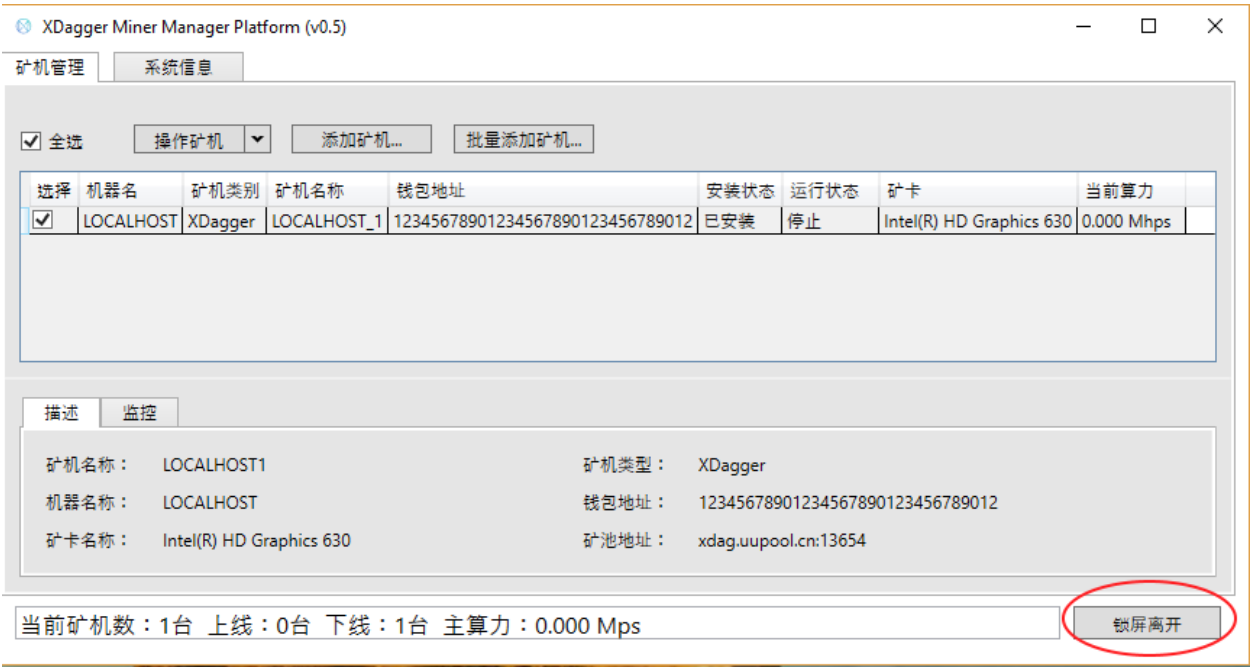 XDagger Miner Manager Platform (v0.5)
矿机管理 系统信息
全选 操作矿机 添加矿机... 批量添加矿机...
选择 机器名 矿机类别 矿机名称 钱包地址 安装状态 运行状态 矿卡 当前算力
LOCALHOST XDagger LOCALHOST_1 12345678901234567890123456789012 已安装 停止 Intel(R) HD Graphics 630 0.000 Mhps
描述 监控
矿机名称： LOCALHOST1 矿机类型： XDagger
机器名称： LOCALHOST 钱包地址： 12345678901234567890123456789012
矿卡名称： Intel(R) HD Graphics 630 矿池地址： xdag.uupool.cn:13654
当前矿机数：1台 上线：0台 下线：1台 主算力：0.000 Mps 锁屏离开